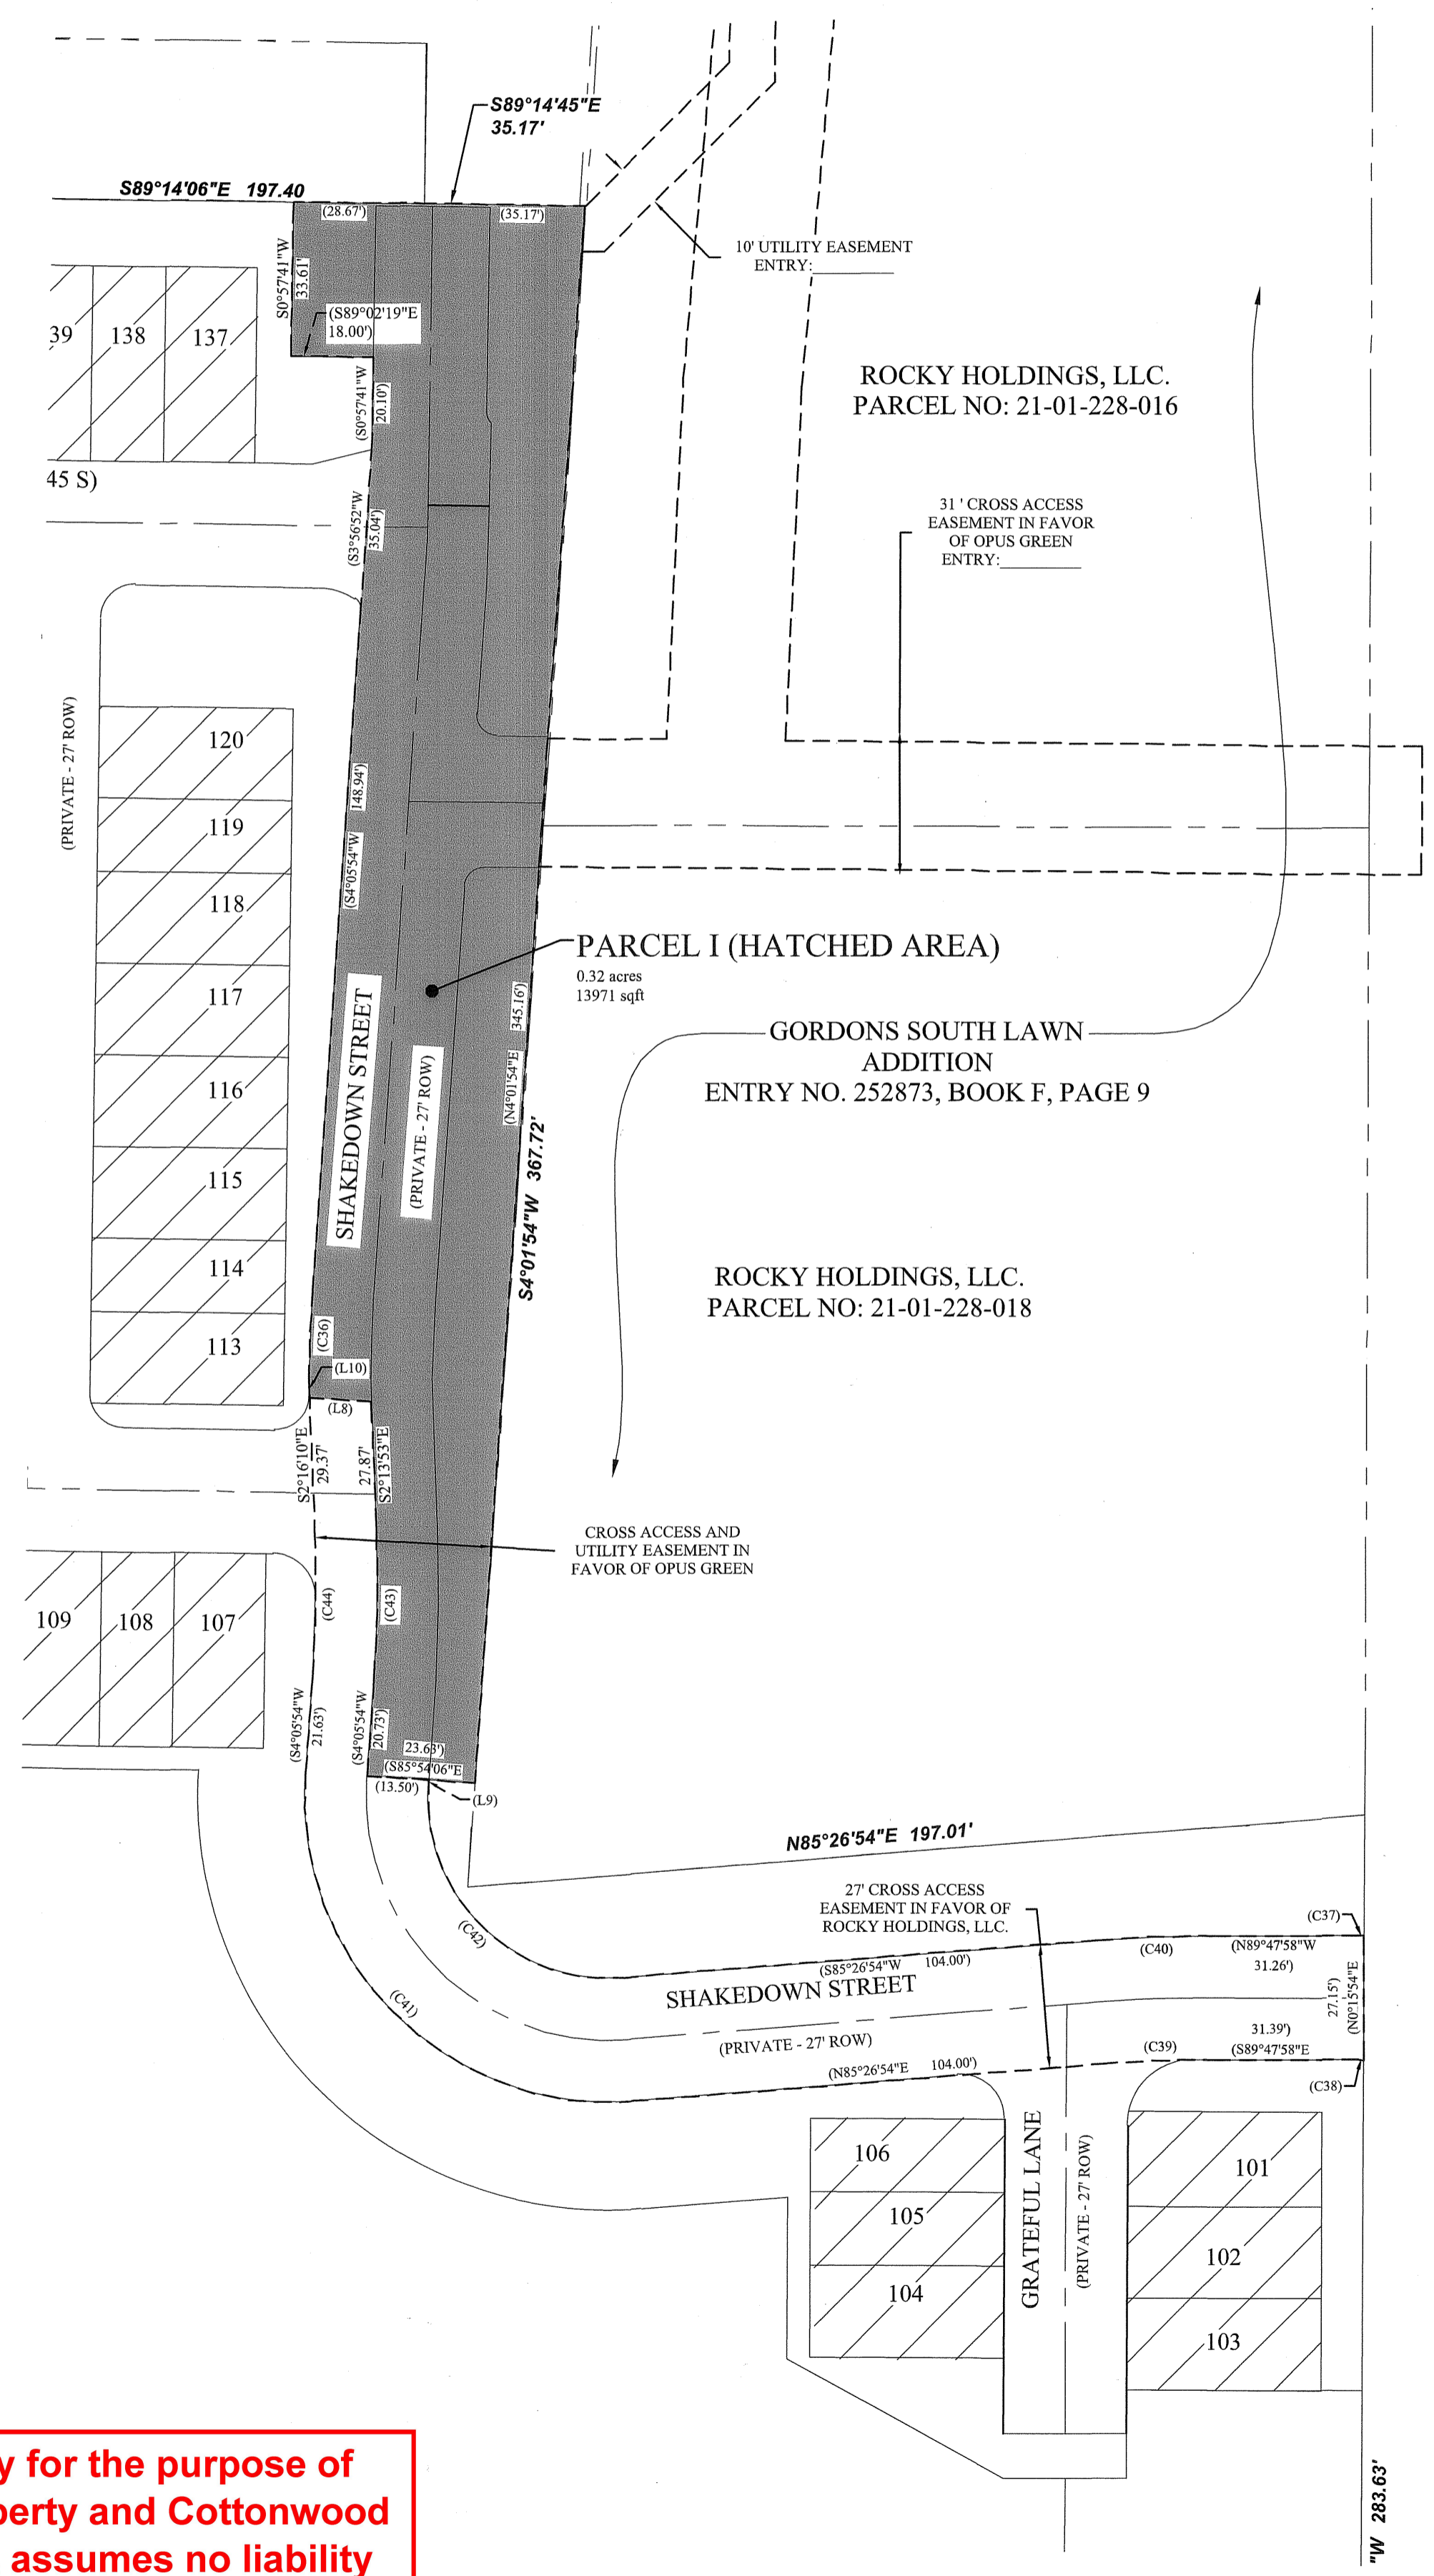 S89°14'45"E
35.17'
S89°14'06"E 197.40
(28.67')
(35.17')
S0°57'41"W
33.61'
(S89°02'19"E
18.00')
10' UTILITY EASEMENT
ENTRY:__________
39
138
137
(S0°57'41"W
20.10')
ROCKY HOLDINGS, LLC.
PARCEL NO: 21-01-228-016
45 S)
(S3°56'52"W
35.04')
31 ' CROSS ACCESS
EASEMENT IN FAVOR
OF OPUS GREEN
ENTRY:__________
(PRIVATE - 27' ROW)
120
119
118
117
116
115
114
113
(S4°05'54"W
148.94')
PARCEL I (HATCHED AREA)
0.32 acres
13971 sqft
SHAKEDOWN STREET
(PRIVATE - 27' ROW)
(N4°01'54"E
345.16')
S4°01'54"W 367.72'
GORDONS SOUTH LAWN
ADDITION
ENTRY NO. 252873, BOOK F, PAGE 9
ROCKY HOLDINGS, LLC.
PARCEL NO: 21-01-228-018
(C36)
(L10)
(L8)
S2°16'10"E
29.37'
27.87'
S2°13'53"E
CROSS ACCESS AND
UTILITY EASEMENT IN
FAVOR OF OPUS GREEN
109
108
107
(C44)
(C43)
(S4°05'54"W
21.63')
(S4°05'54"W
20.73')
23.63')
(S85°54'06"E
(13.50')
(L9)
N85°26'54"E 197.01'
27' CROSS ACCESS
EASEMENT IN FAVOR OF
ROCKY HOLDINGS, LLC.
(C37)
(C42)
(C40)
(N89°47'58"W
31.26')
(S85°26'54"W 104.00')
SHAKEDOWN STREET
(C41)
27.15')
(N0°15'54"E
(PRIVATE - 27' ROW)
31.39')
(S89°47'58"E
(C39)
(N85°26'54"E 104.00')
(C38)
106
105
104
GRATEFUL LANE
(PRIVATE - 27' ROW)
101
102
103
"W 283.63'
y for the purpose of
perty and Cottonwood
assumes no liability